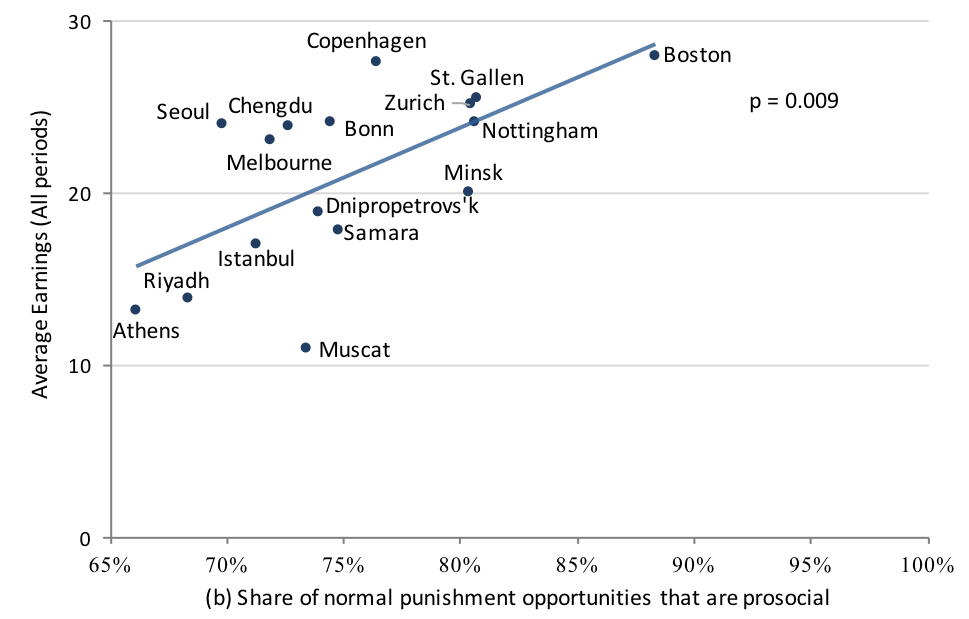 30
Copenhagen
Boston
St. Gallen
Zurich
p = 0.009
Seoul
Chengdu
Bonn
Nottingham
Melbourne
Minsk
20
Dnipropetrovs'k
Samara
Istanbul
Riyadh
Athens
Muscat
10
0
Average Earnings (All periods)
65% 70% 75% 80% 85% 90% 95% 100%
(b) Share of normal punishment opportunities that are prosocial